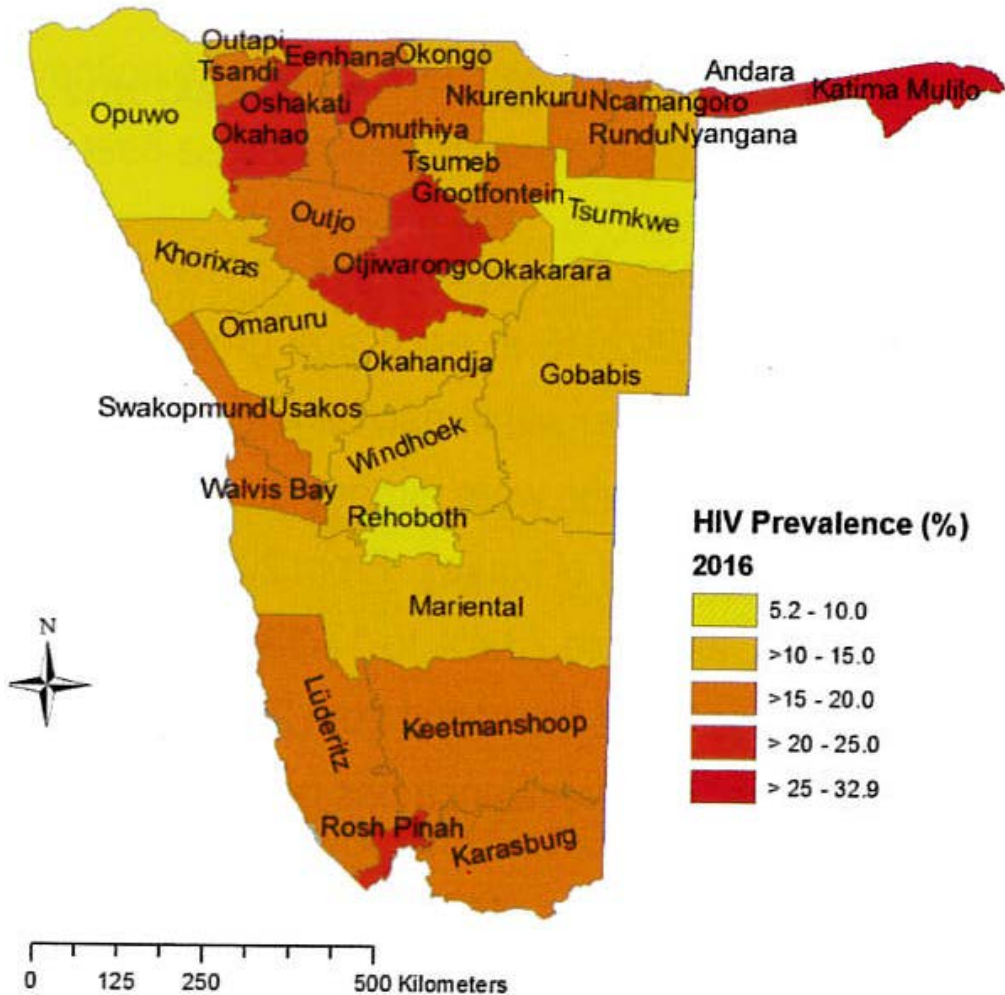 Outapi
Eenhana
Okongo
Tsandi
Andara
Katima Mulilo
Opuwo
Oshakati
Nkurenkuru
Ncamangoro
Okahao
Omuthiya
Rundu
Nyangana
Tsumeb
Grootfontein
Tsumkwe
Outjo
Khorixas
Otjiwarongo
Okakarara
Omaruru
Okahandja
Gobabis
Swakopmund
Usakos
Windhoek
Walvis Bay
Rehoboth
HIV Prevalence (%)
2016
5.2 - 10.0
>10 - 15.0
>15 - 20.0
> 20 - 25.0
> 25 - 32.9
Mariental
N
Lüderitz
Keetmanshoop
Rosh Pinah
Karasburg
0 125 250 500 Kilometers